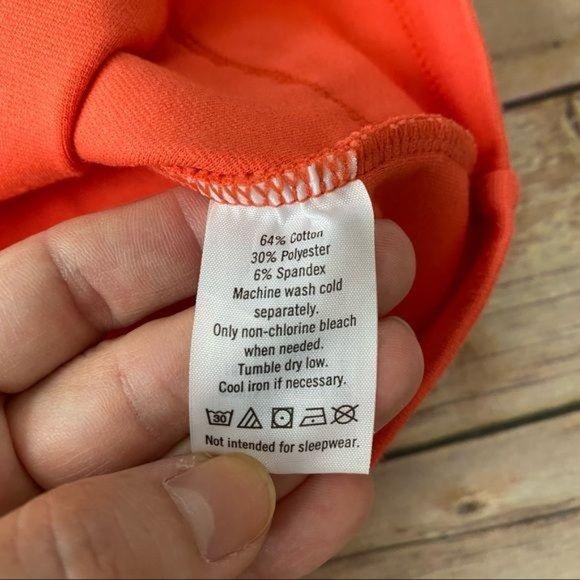 64% Cotton
30% Polyester
6% Spandex
Machine wash cold
separately.
Only non-chlorine bleach
when needed.
Tumble dry low.
Cool iron if necessary.
30
Not intended for sleepwear.